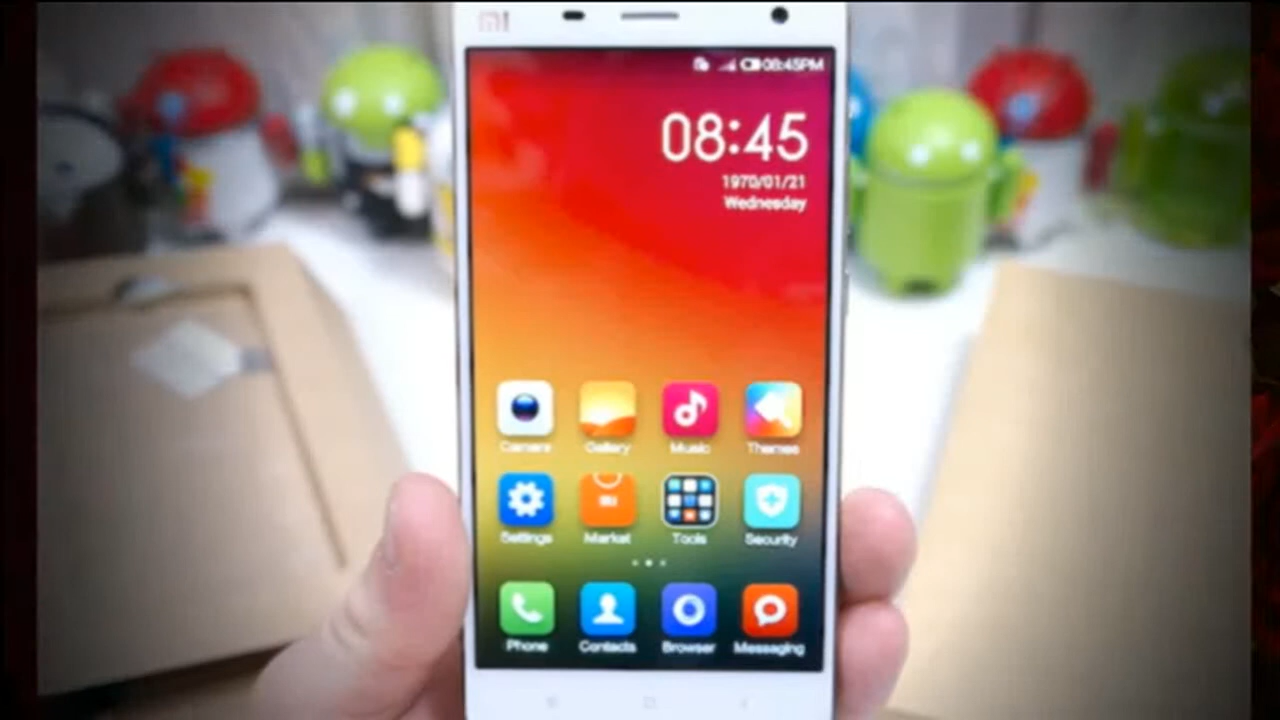 MI
08:45PM
08:45
1970/01/21
Wednesday
Camera Gallery Music Themes
MI
Settings Market Tools Security
Phone Contacts Browser Messaging